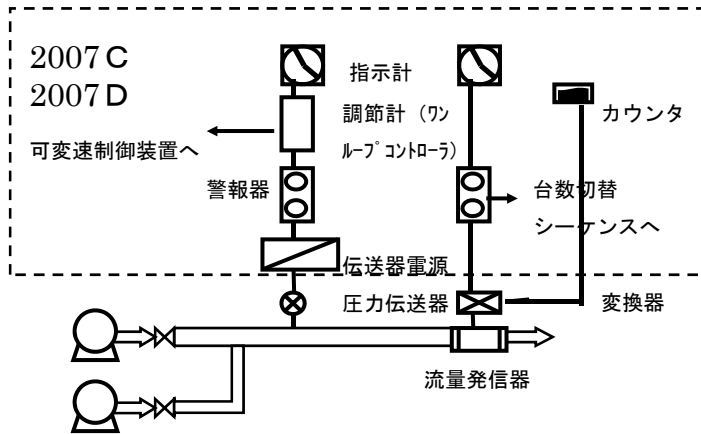 2007C
2007D
指示計
調節計（ワン
ﾙｰﾌﾟｺﾝﾄﾛｰﾗ）
カウンタ
可変速制御装置へ
警報器
台数切替
シーケンスへ
伝送器電源
圧力伝送器
変換器
流量発信器